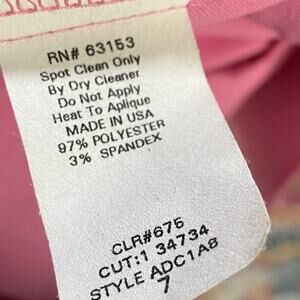 RN# 63153
Spot Clean Only
By Dry Cleaner
Do Not Apply
Heat To Aplique
MADE IN USA
97% POLYESTER
3% SPANDEX
CLR#675
CUT:1 34734
STYLE ADC1A8
7